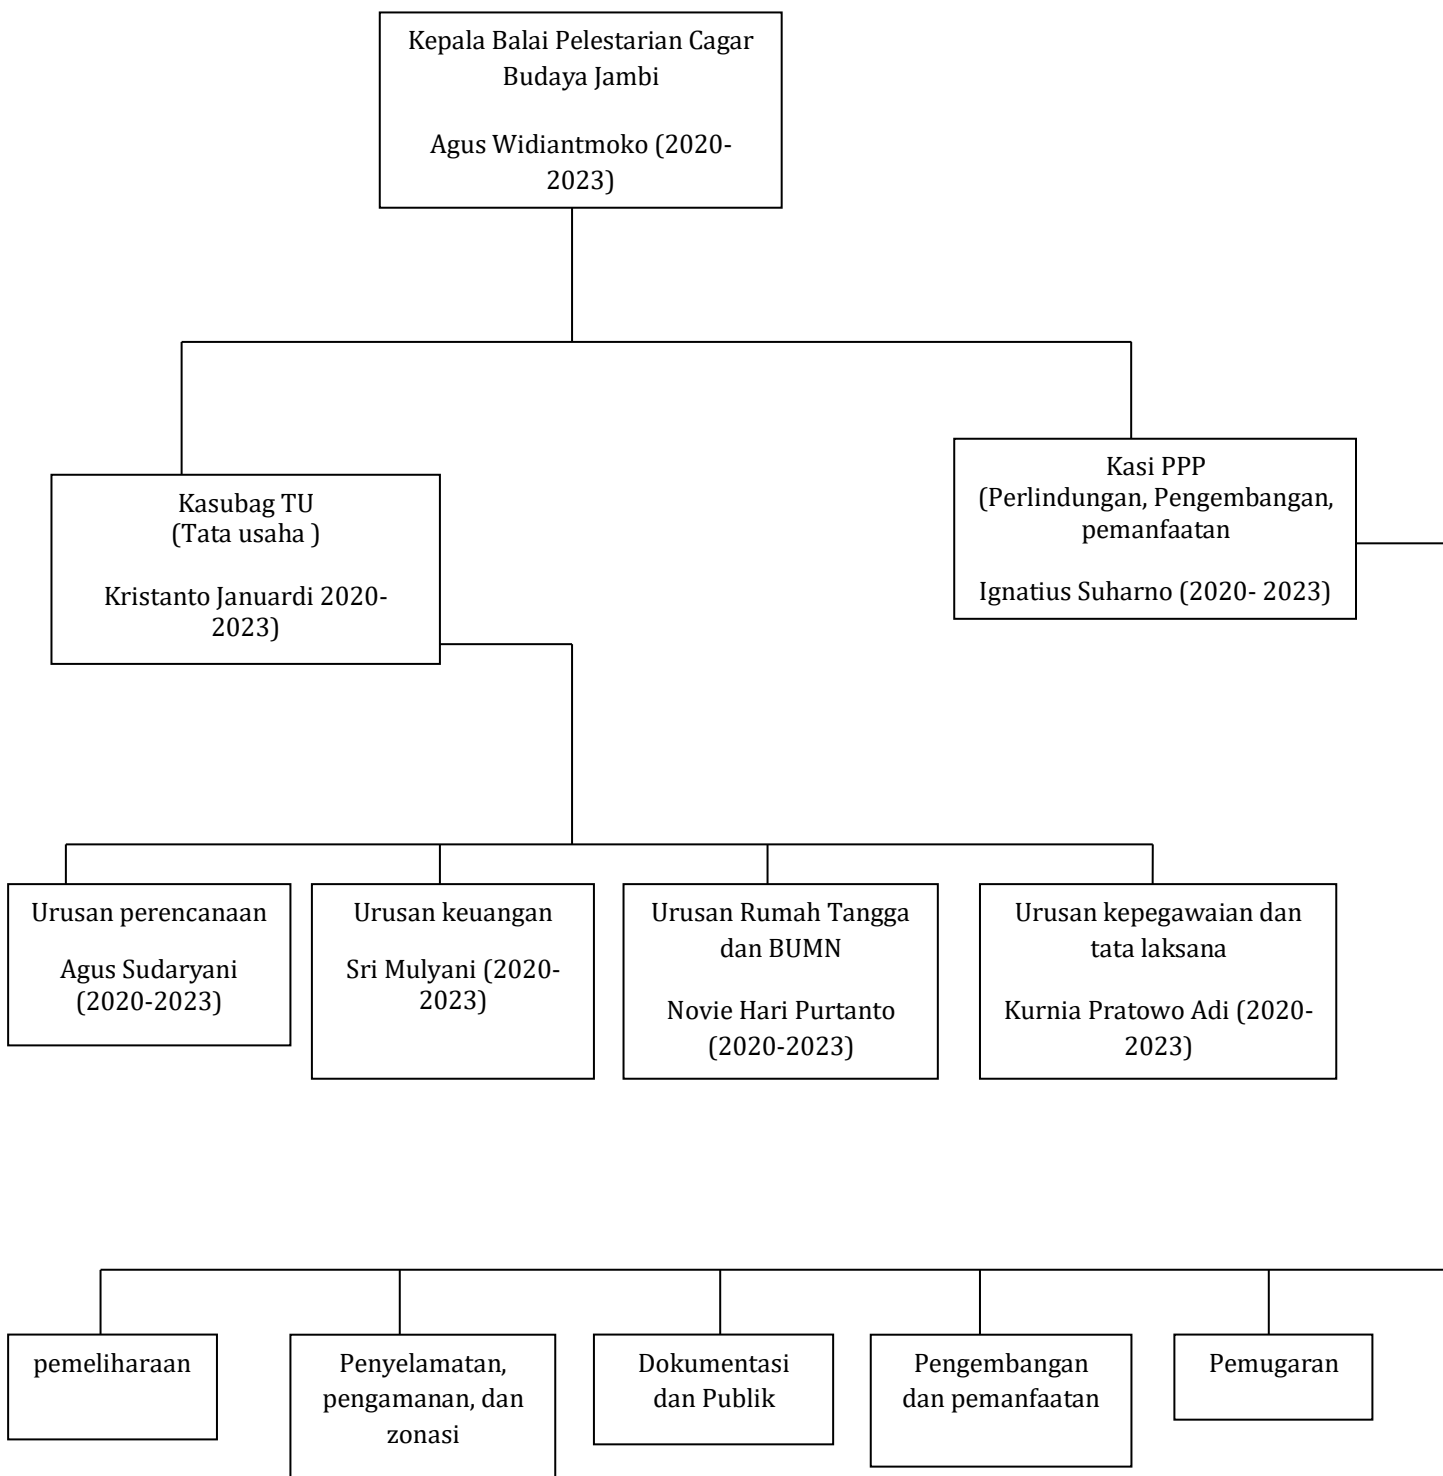 Kepala Balai Pelestarian Cagar
Budaya Jambi
Agus Widiantmoko (2020-
2023)
Kasubag TU
(Tata usaha )
Kristanto Januardi 2020-
2023)
Kasi PPP
(Perlindungan, Pengembangan,
pemanfaatan
Ignatius Suharno (2020- 2023)
Urusan perencanaan
Agus Sudaryani
(2020-2023)
Urusan keuangan
Sri Mulyani (2020-
2023)
Urusan Rumah Tangga
dan BUMN
Novie Hari Purtanto
(2020-2023)
Urusan kepegawaian dan
tata laksana
Kurnia Pratowo Adi (2020-
2023)
pemeliharaan
Penyelamatan,
pengamanan, dan
zonasi
Dokumentasi
dan Publik
Pengembangan
dan pemanfaatan
Pemugaran